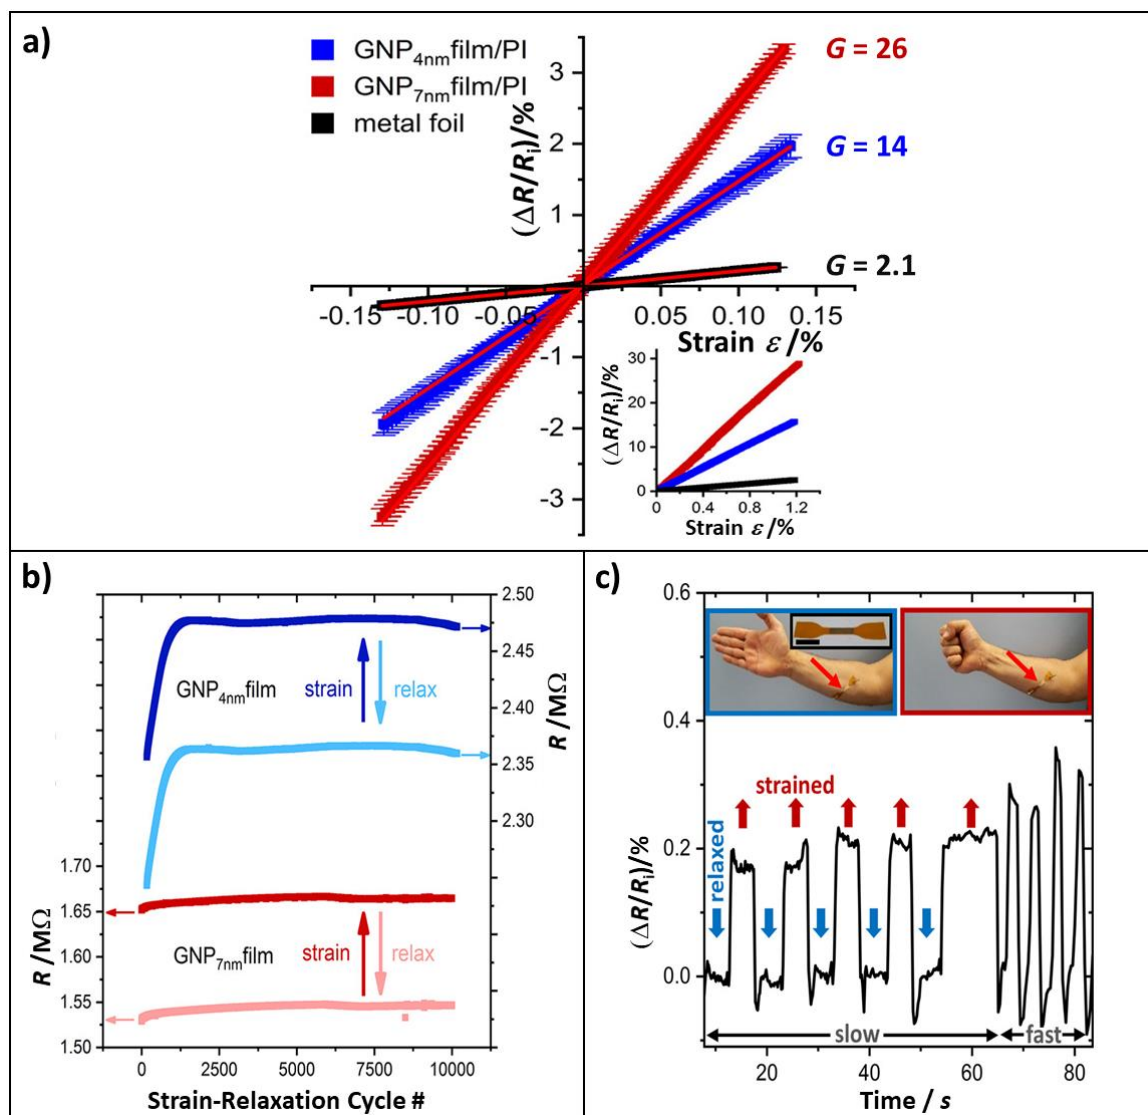 a)
GNP4nmfilm/PI
GNP7nmfilm/PI
metal foil
(ΔR/Ri)/%
3
2
1
-1
-2
-3
-0.15
-0.10
-0.05
0.05
0.10
0.15
Strain ε /%
G = 26
G = 14
G = 2.1
(ΔR/Ri)/%
30
20
10
0
0
0.4
0.8
1.2
Strain ε /%
b)
2.50
2.45
2.40
2.35
2.30
R /MΩ
GNP4nmfilm
strain
relax
1.70
1.65
1.60
1.55
1.50
R /MΩ
GNP7nmfilm
strain
relax
0
2500
5000
7500
10000
Strain-Relaxation Cycle #
c)
0.6
0.4
0.2
0.0
(ΔR/Ri)/%
strained
relaxed
slow
fast
20
40
60
80
Time / s